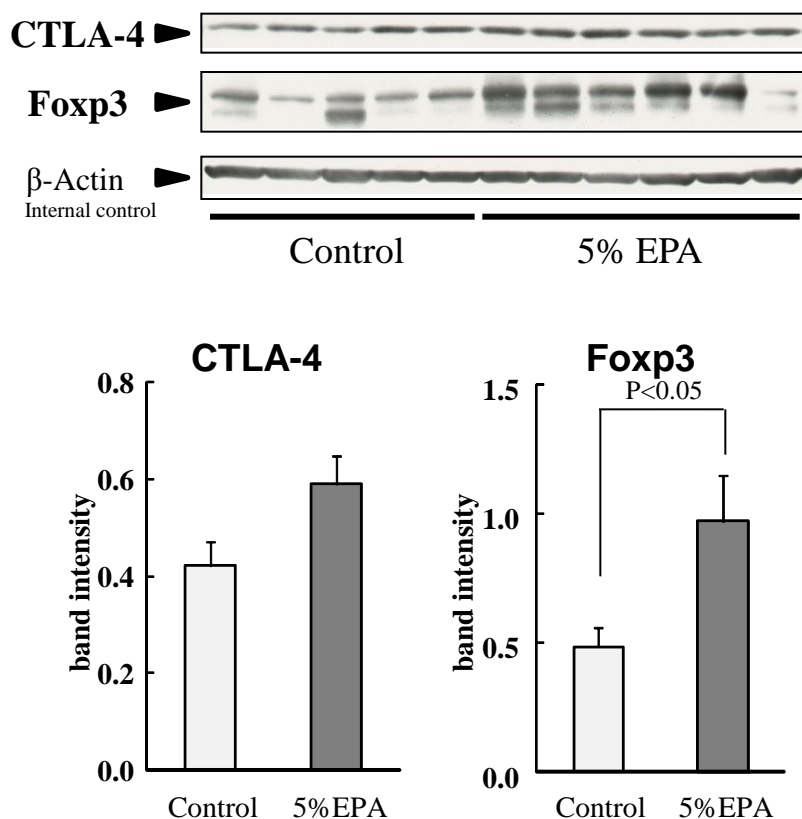 CTLA-4
Foxp3
β-Actin
Internal control
Control 5% EPA
CTLA-4
0.8
0.6
0.4
0.2
0.0
band intensity
Control 5%EPA
Foxp3
P<0.05
1.5
1.0
0.5
0.0
band intensity
Control 5%EPA